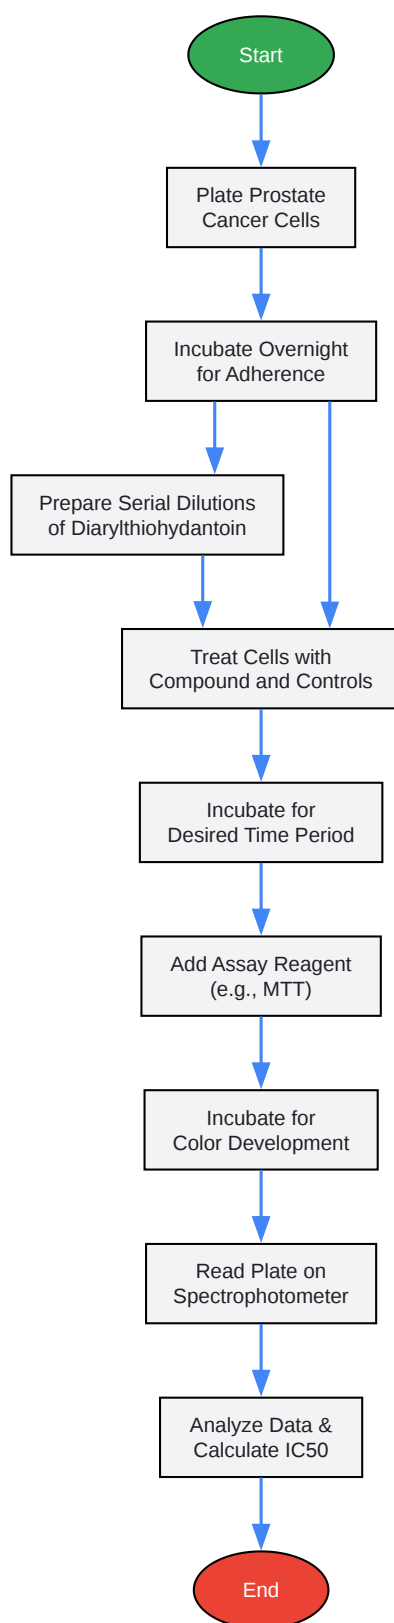 Start
Plate Prostate
Cancer Cells
Incubate Overnight
for Adherence
Prepare Serial Dilutions
of Diarylthiohydantoin
Treat Cells with
Compound and Controls
Incubate for
Desired Time Period
Add Assay Reagent
(e.g., MTT)
Incubate for
Color Development
Read Plate on
Spectrophotometer
Analyze Data &
Calculate IC50
End